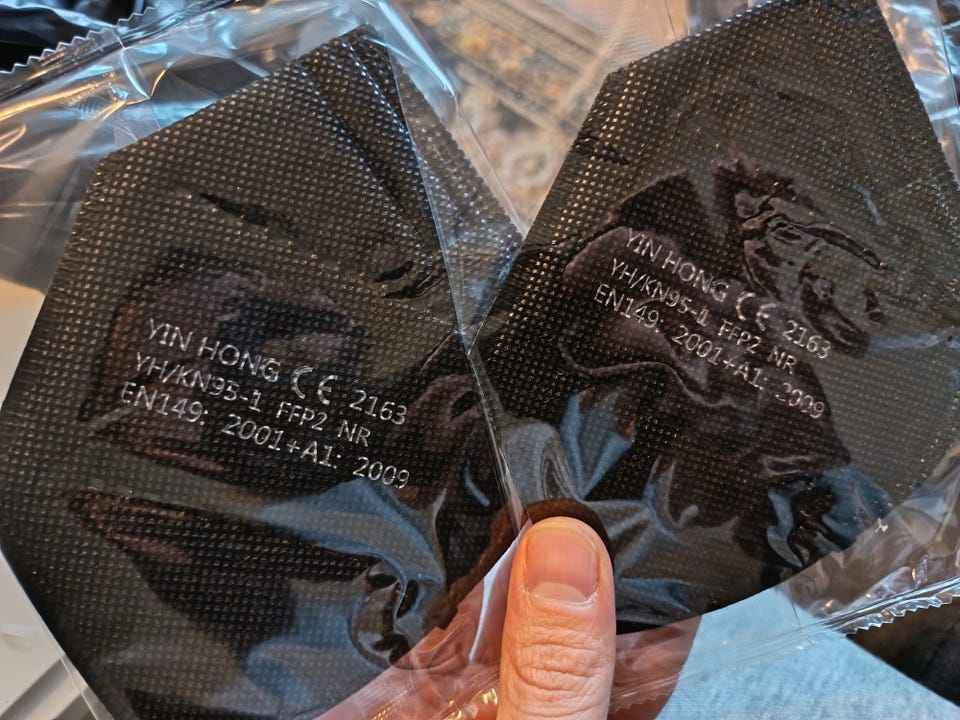 YIN HONG CE 2163
YH/KN95-1 FFP2 NR
EN149: 2001+A1: 2009
YIN HONG CE 2163
YH/KN95-1 FFP2 NR
EN149: 2001+A1: 2009